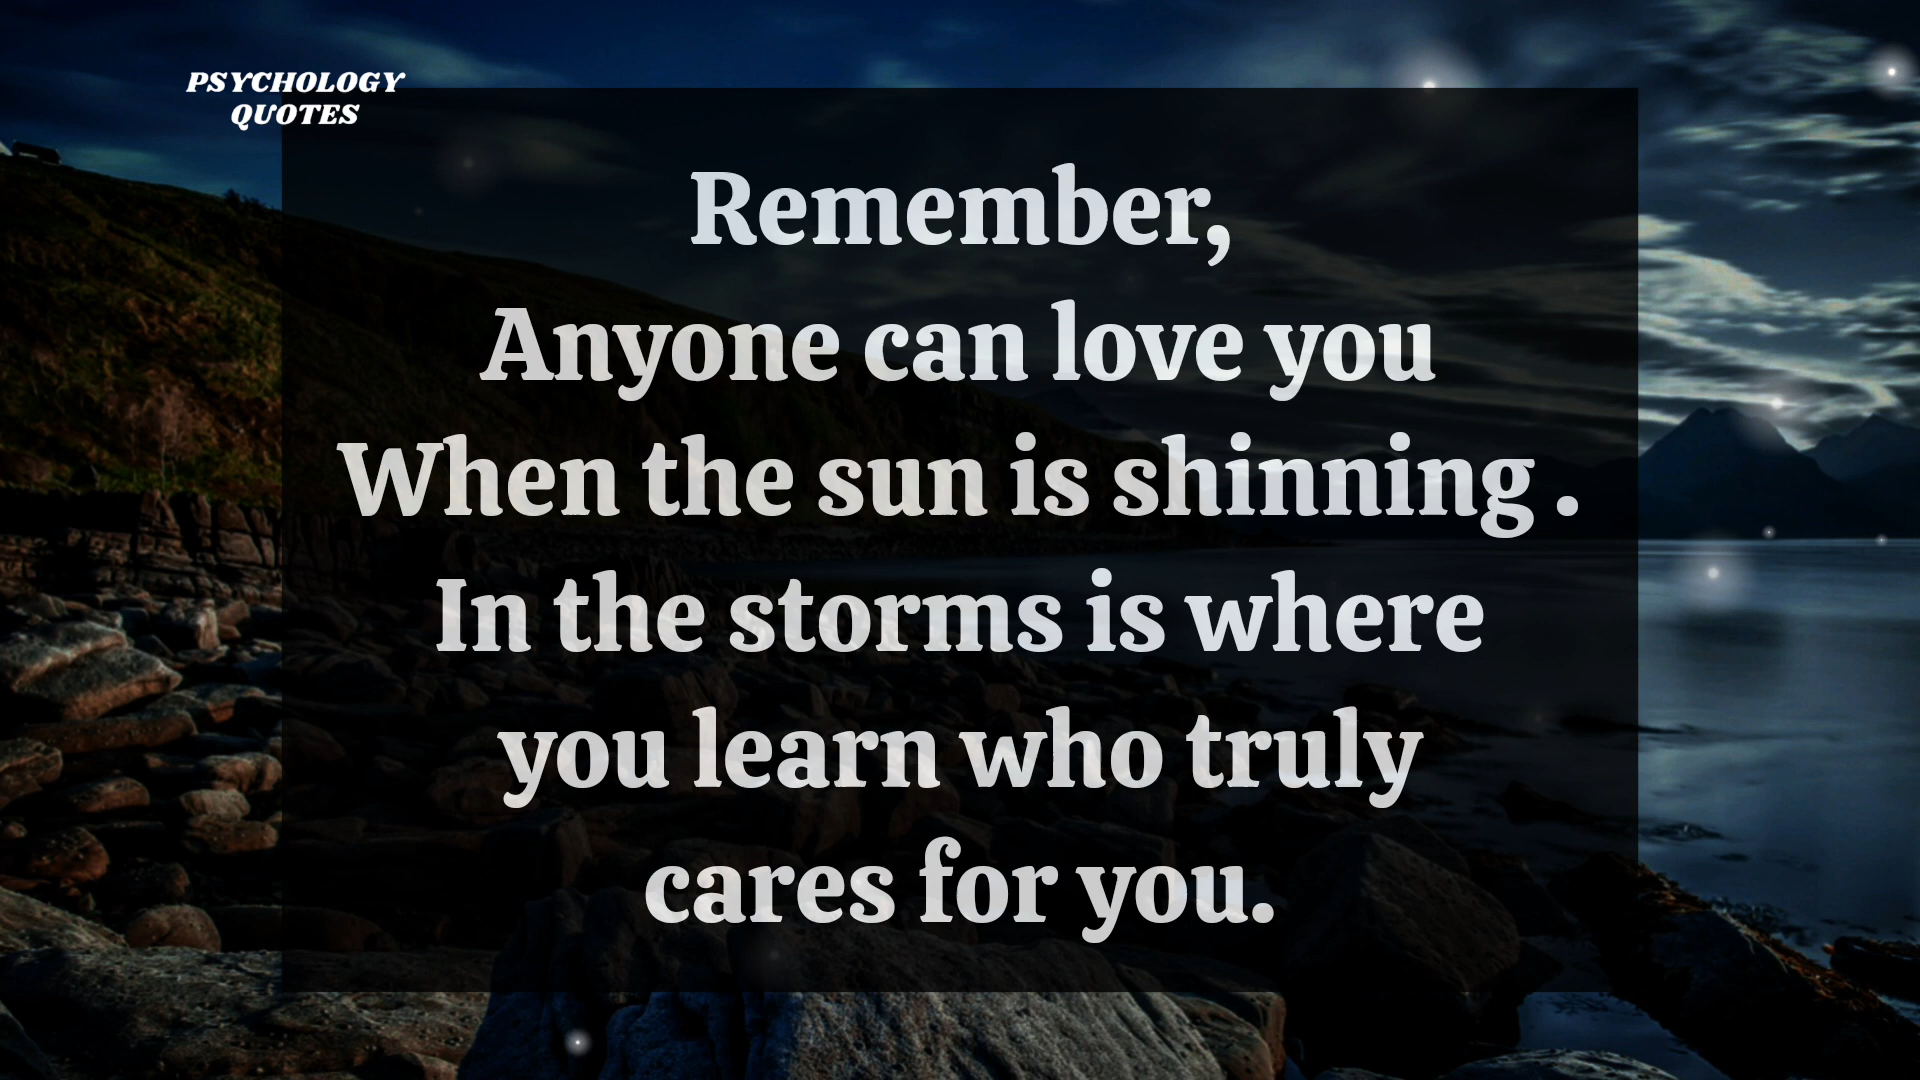 PSYCHOLOGY
QUOTES
Remember,
Anyone can love you
When the sun is shinning .
In the storms is where
you learn who truly
cares for you.